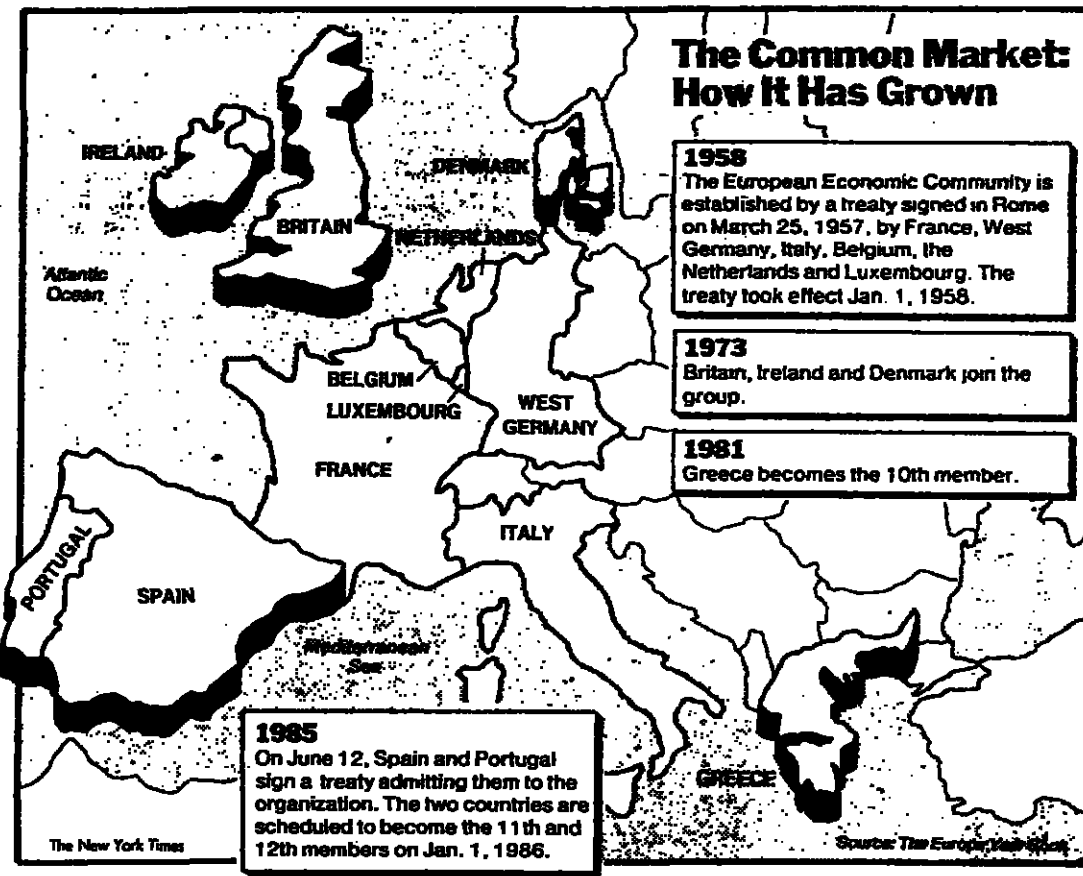 The Common Market:
How It Has Grown
1958
The European Economic Community is
established by a treaty signed in Rome
on March 25, 1957, by France, West
Germany, Italy, Belgium, the
Netherlands and Luxembourg. The
treaty took effect Jan. 1, 1958.
1973
Britain, Ireland and Denmark join the
group.
1981
Greece becomes the 10th member.
IRELAND
DENMARK
BRITAIN
NETHERLANDS
Atlantic
Ocean
BELGIUM
LUXEMBOURG
WEST
GERMANY
FRANCE
ITALY
PORTUGAL
SPAIN
Mediterranean
Sea
GREECE
1985
On June 12, Spain and Portugal
sign a treaty admitting them to the
organization. The two countries are
scheduled to become the 11th and
12th members on Jan. 1, 1986.
The New York Times
Source: The Europa Year Book